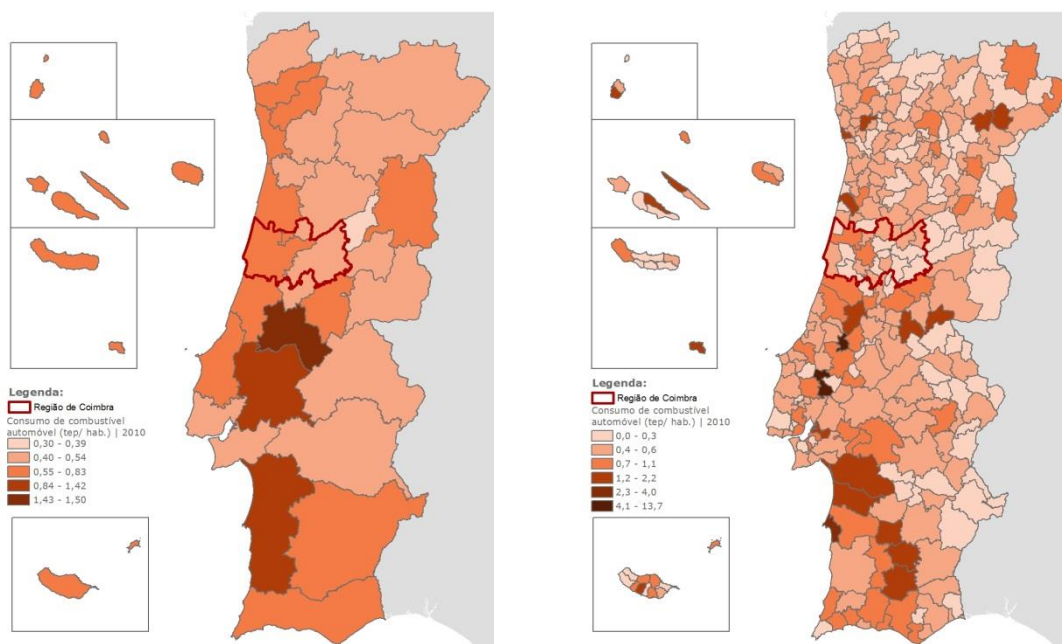 Legenda:
Região de Coimbra
Consumo de combustível
automóvel (tep/ hab.) | 2010
0,30 - 0,39
0,40 - 0,54
0,55 - 0,83
0,84 - 1,42
1,43 - 1,50
Legenda:
Região de Coimbra
Consumo de combustível
automóvel (tep/ hab.) | 2010
0,0 - 0,3
0,4 - 0,6
0,7 - 1,1
1,2 - 2,2
2,3 - 4,0
4,1 - 13,7